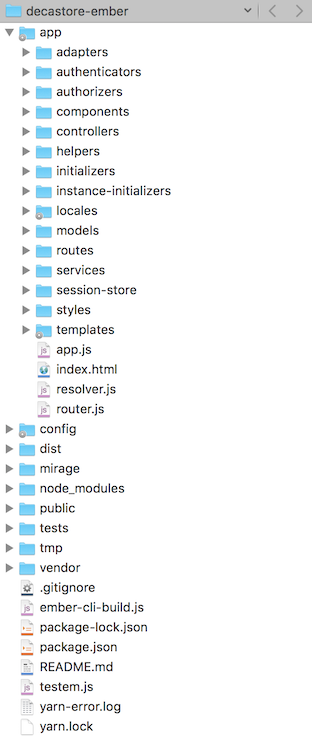 decastore-ember
app
adapters
authenticators
authorizers
components
controllers
helpers
initializers
instance-initializers
locales
models
routes
services
session-store
styles
templates
app.js
index.html
resolver.js
router.js
config
dist
mirage
node_modules
public
tests
tmp
vendor
.gitignore
ember-cli-build.js
package-lock.json
package.json
README.md
testem.js
yarn-error.log
yarn.lock